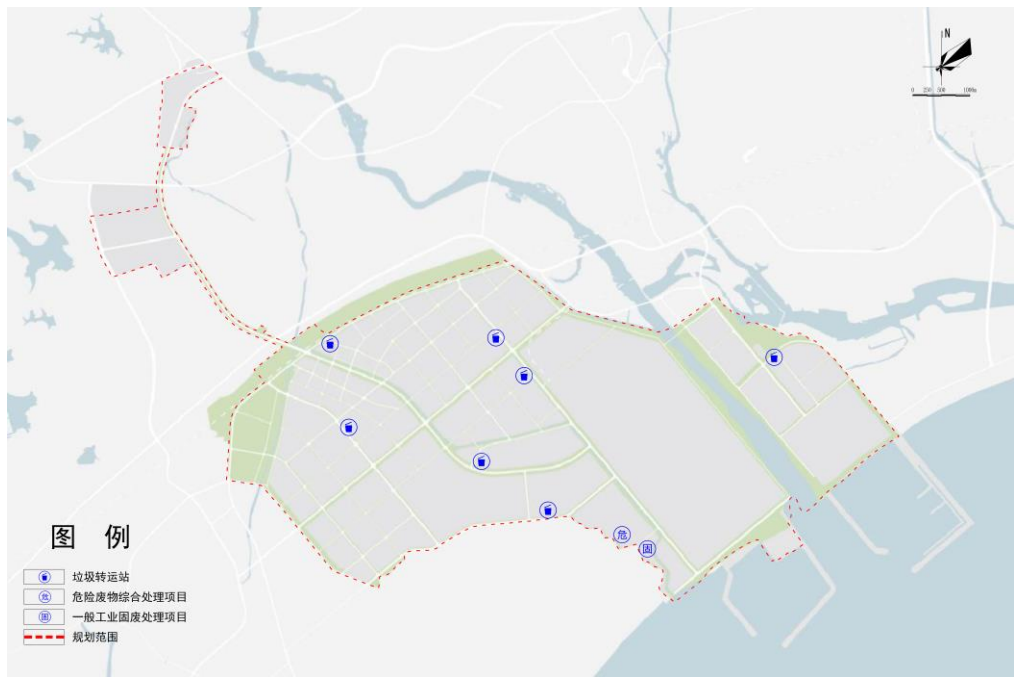 N
0 250 500 1000m
危
固
图 例
垃圾转运站
危 危险废物综合处理项目
固 一般工业固废处理项目
规划范围